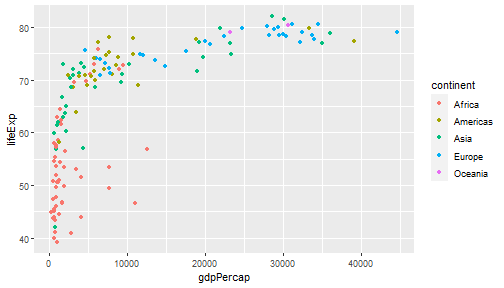 80
70
60
50
40
lifeExp
0
10000
20000
30000
40000
gdpPercap
continent
Africa
Americas
Asia
Europe
Oceania